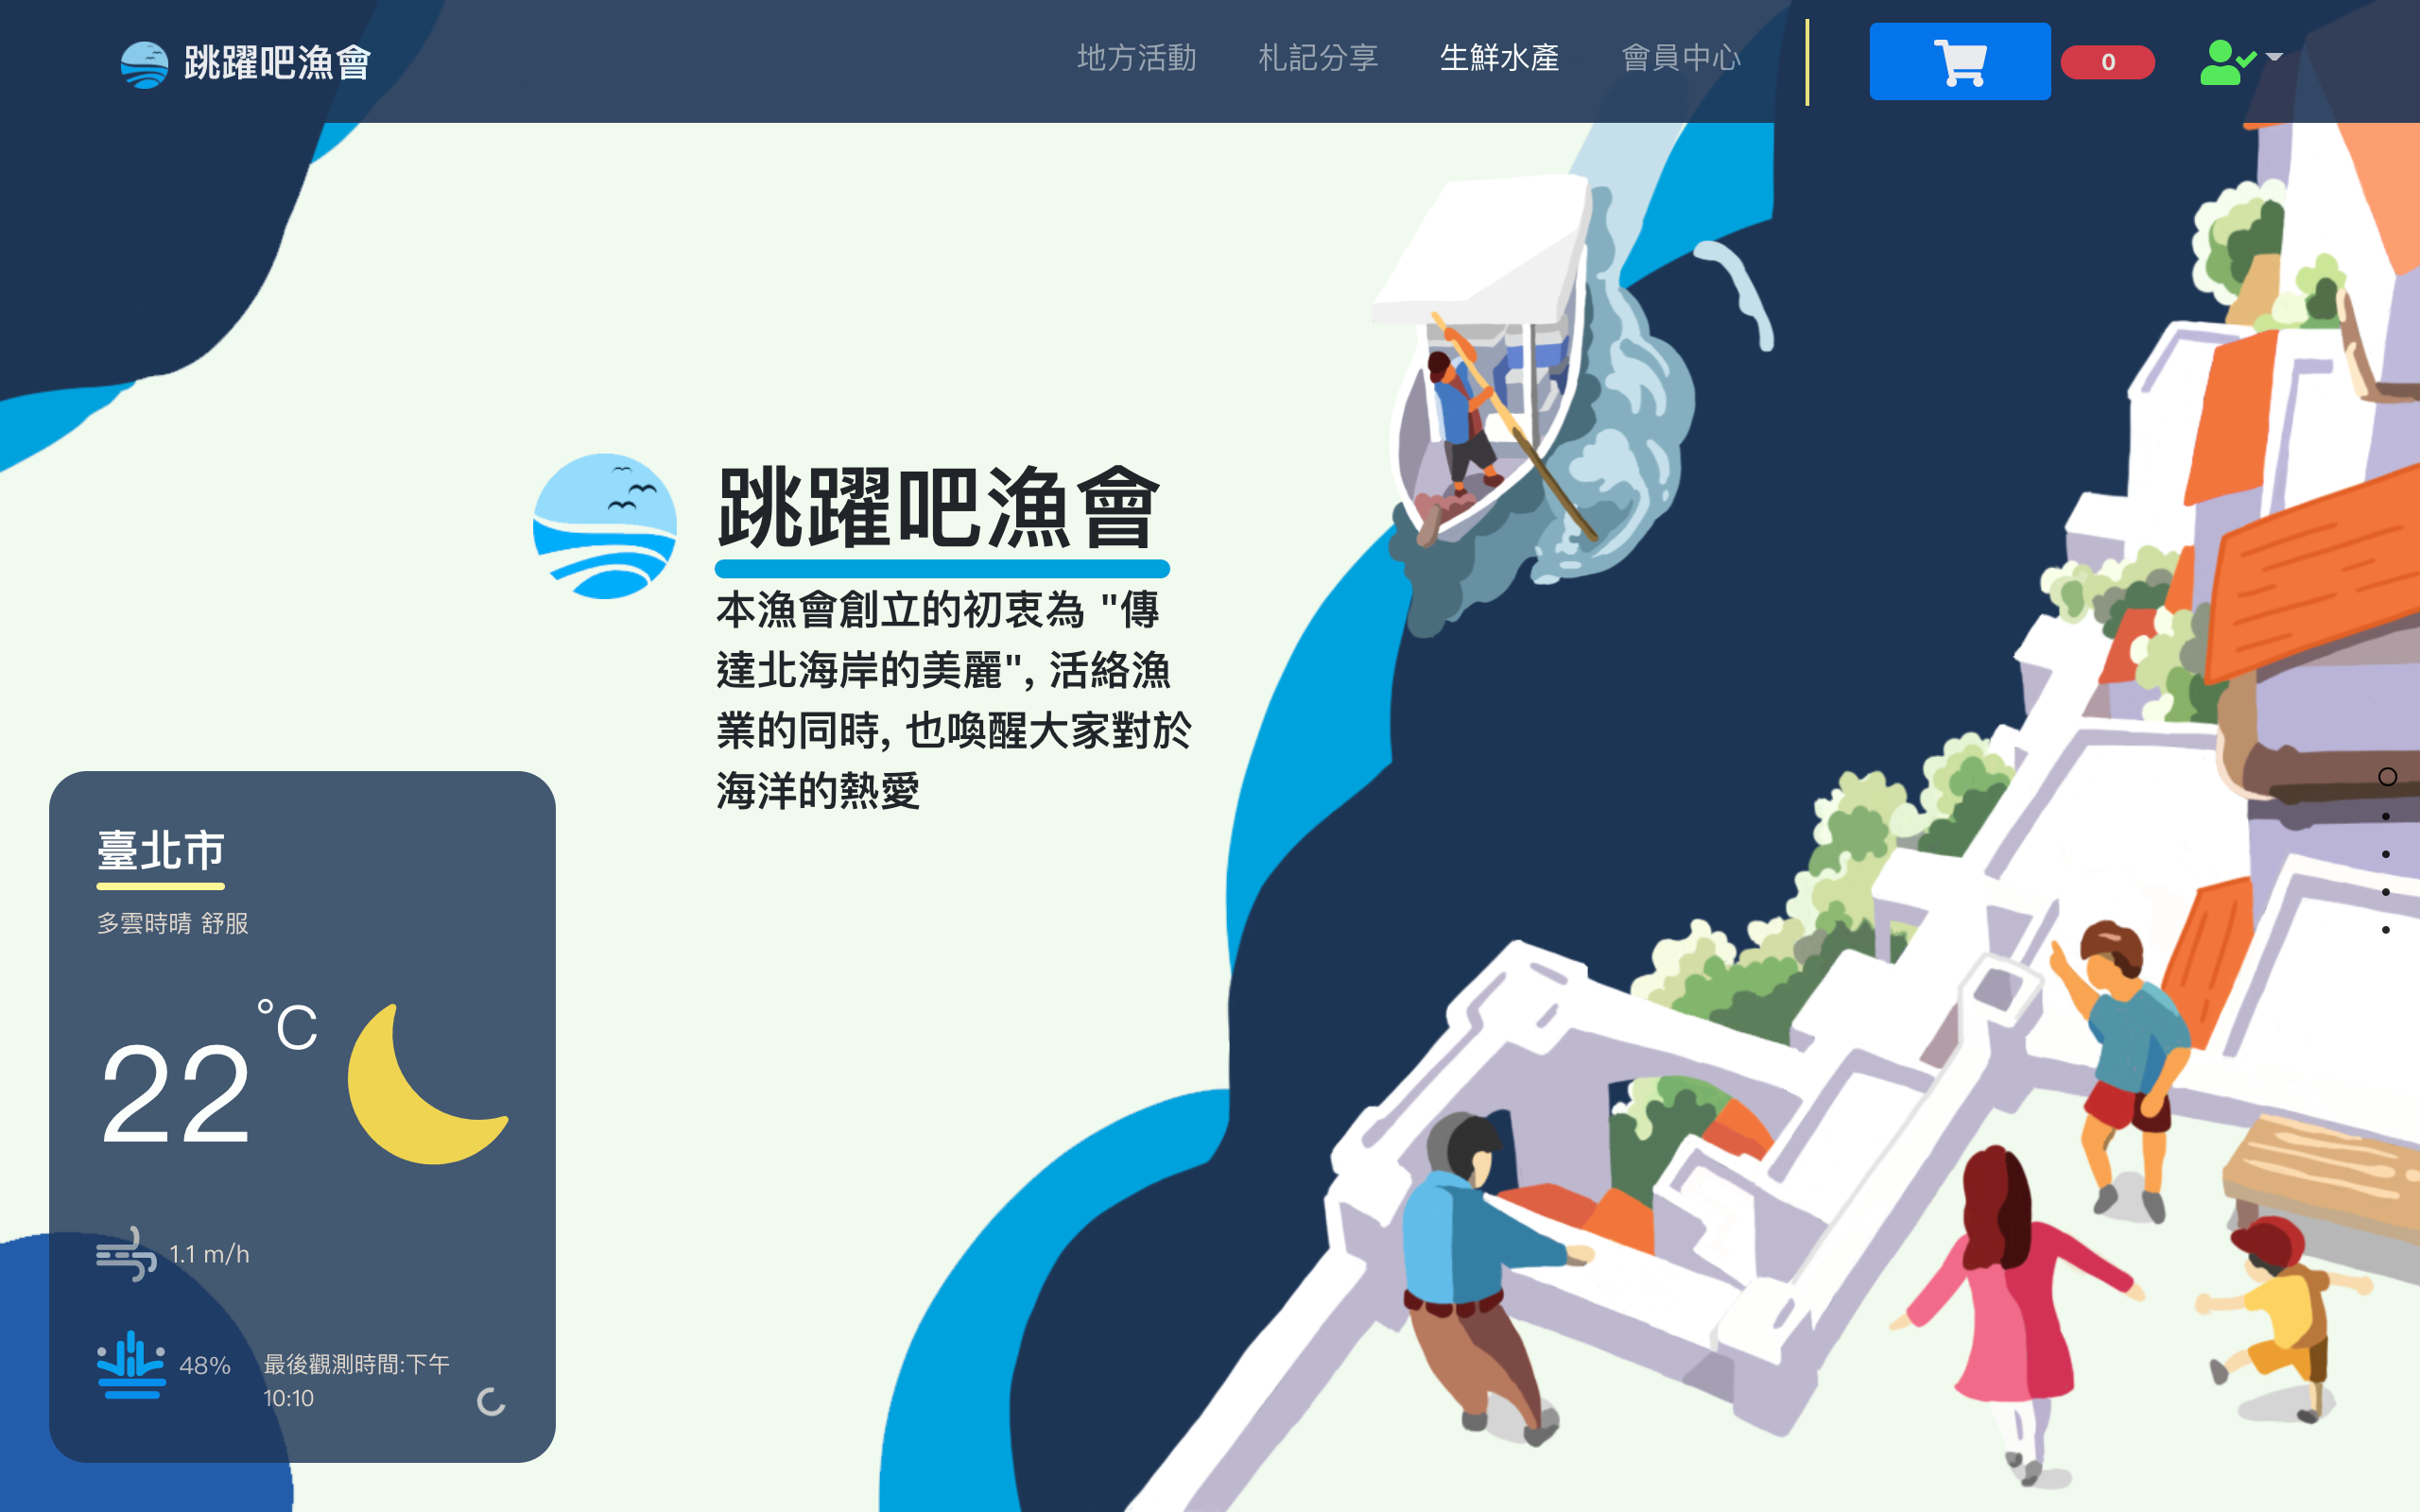 跳躍吧漁會
地方活動
札記分享
生鮮水產
會員中心
0
跳躍吧漁會
本漁會創立的初衷為 "傳
達北海岸的美麗", 活絡漁
業的同時, 也喚醒大家對於
海洋的熱愛
臺北市
多雲時晴 舒服
22°C
1.1 m/h
48%
最後觀測時間:下午
10:10